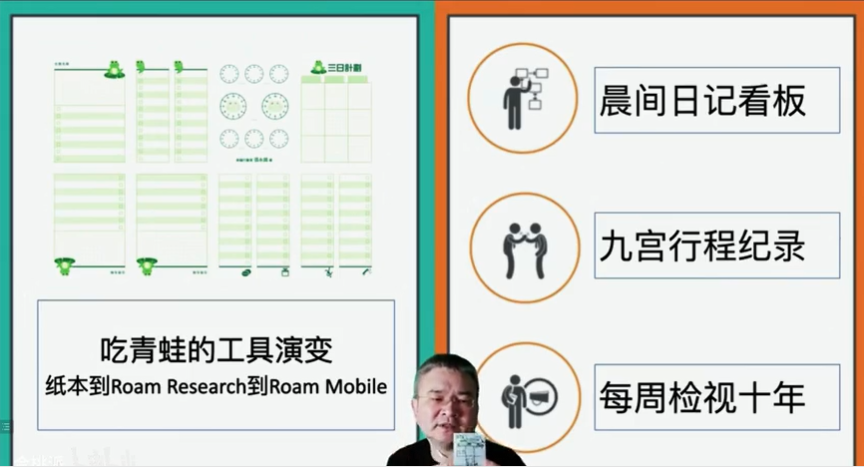 三日計劃
吃青蛙的工具演变
纸本到Roam Research到Roam Mobile
晨间日记看板
九宫行程纪录
每周检视十年